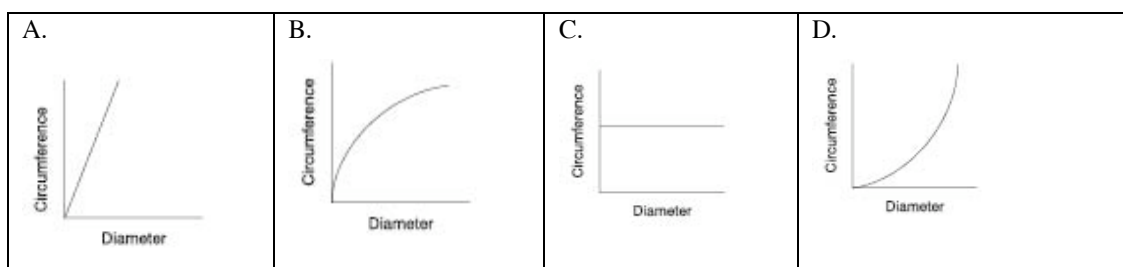 A.
Circumference
Diameter
B.
Circumference
Diameter
C.
Circumference
Diameter
D.
Circumference
Diameter